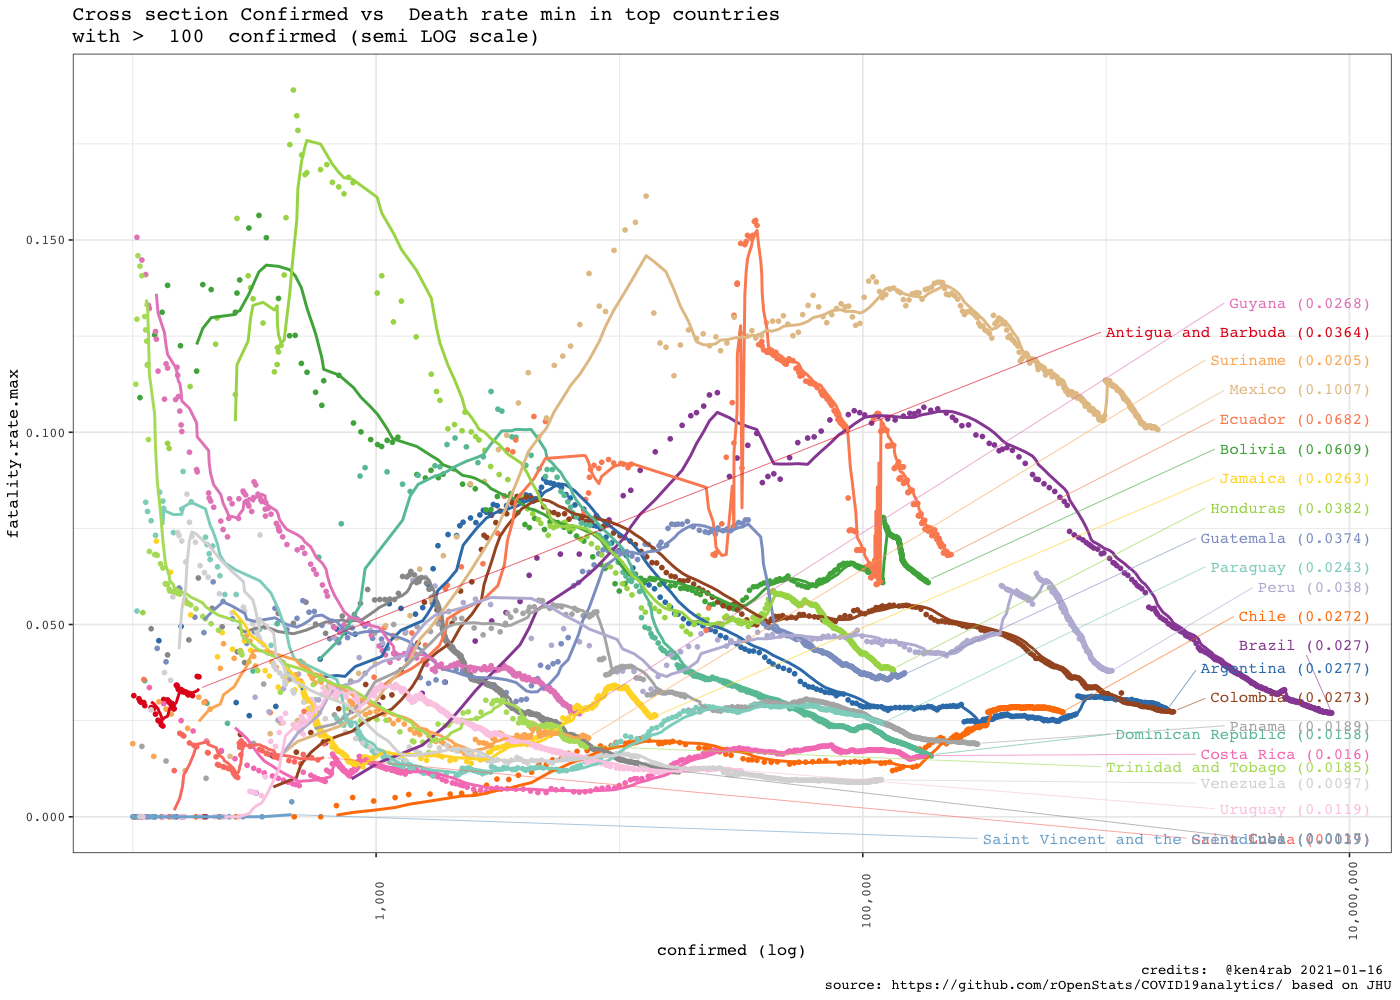 Cross section Confirmed vs  Death rate min in top countries
with >  100  confirmed (semi LOG scale)
fatality.rate.max
0.150
0.100
0.050
0.000
Guyana (0.0268)
Antigua and Barbuda (0.0364)
Suriname (0.0205)
Mexico (0.1007)
Ecuador (0.0682)
Bolivia (0.0609)
Jamaica (0.0263)
Honduras (0.0382)
Guatemala (0.0374)
Paraguay (0.0243)
Peru (0.038)
Chile (0.0272)
Brazil (0.027)
Argentina (0.0277)
Colombia (0.0273)
Panama (0.0189)
Dominican Republic (0.0158)
Costa Rica (0.016)
Trinidad and Tobago (0.0185)
Venezuela (0.0097)
Uruguay (0.0119)
Saint Vincent and the Grenadines
1,000
100,000
10,000,000
confirmed (log)
credits:  @ken4rab 2021-01-16
source: https://github.com/rOpenStats/COVID19analytics/ based on JHU